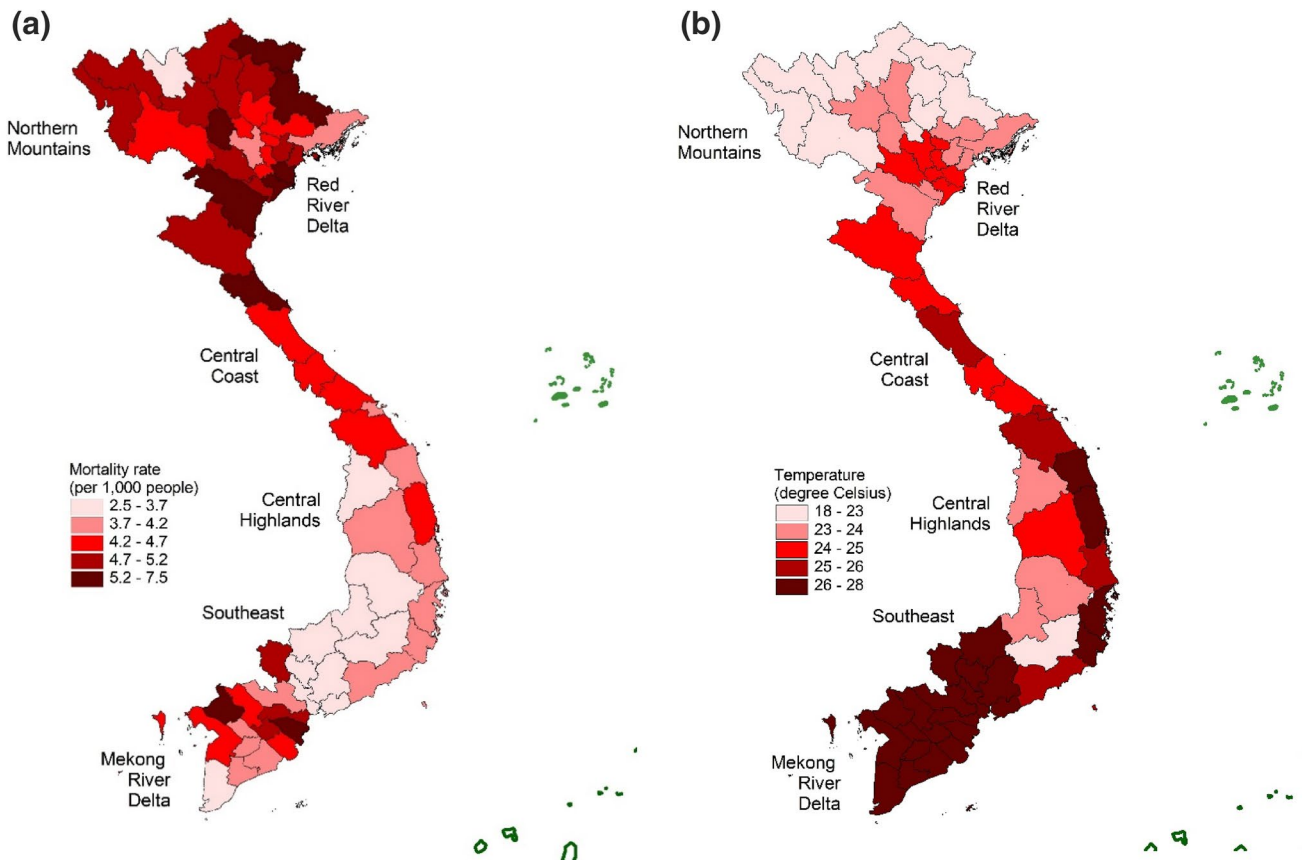 (a)
Northern
Mountains
Red
River
Delta
Central
Coast
Mortality rate
(per 1,000 people)
2.5 - 3.7
3.7 - 4.2
4.2 - 4.7
4.7 - 5.2
5.2 - 7.5
Central
Highlands
Southeast
Mekong
River
Delta
(b)
Northern
Mountains
Red
River
Delta
Central
Coast
Temperature
(degree Celsius)
18 - 23
23 - 24
24 - 25
25 - 26
26 - 28
Central
Highlands
Southeast
Mekong
River
Delta